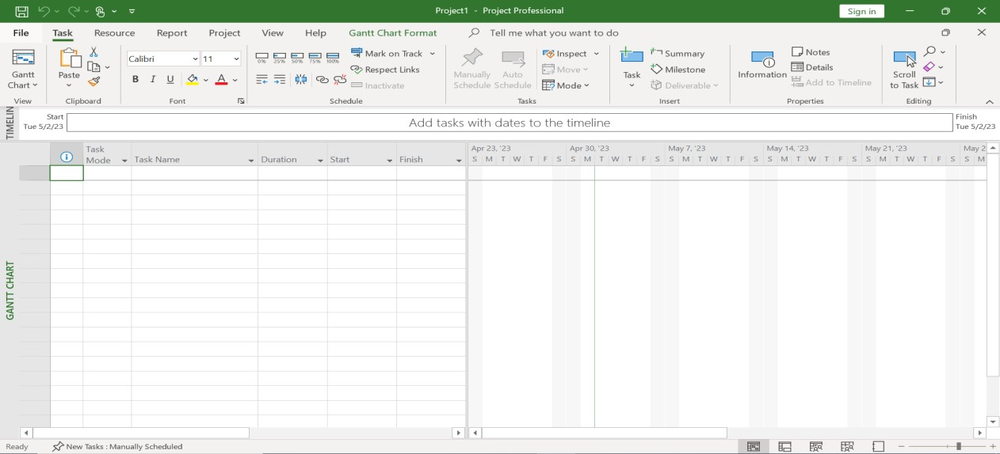 Project1 - Project Professional
Sign in
File Task Resource Report Project View Help Gantt Chart Format Tell me what you want to do
Gantt
Chart
View
Paste
Clipboard
Calibri 11
B I U A
Font
0% 25% 50% 75% 100%
Mark on Track
Respect Links
Inactivate
Schedule
Manually
Schedule
Auto
Schedule
Inspect
Move
Mode
Tasks
Task
Summary
Milestone
Deliverable
Insert
Information
Notes
Details
Add to Timeline
Properties
Scroll
to Task
Editing
TIMELIN
Start
Tue 5/2/23
Add tasks with dates to the timeline
Finish
Tue 5/2/23
Task
Mode
Task Name Duration Start Finish
Apr 23, '23 Apr 30, '23 May 7, '23 May 14, '23 May 21, '23 May 2
S M T W T F S S M T W T F S S M T W T F S S M T W T F S S M T W T F S S M
GANTT CHART
Ready New Tasks : Manually Scheduled